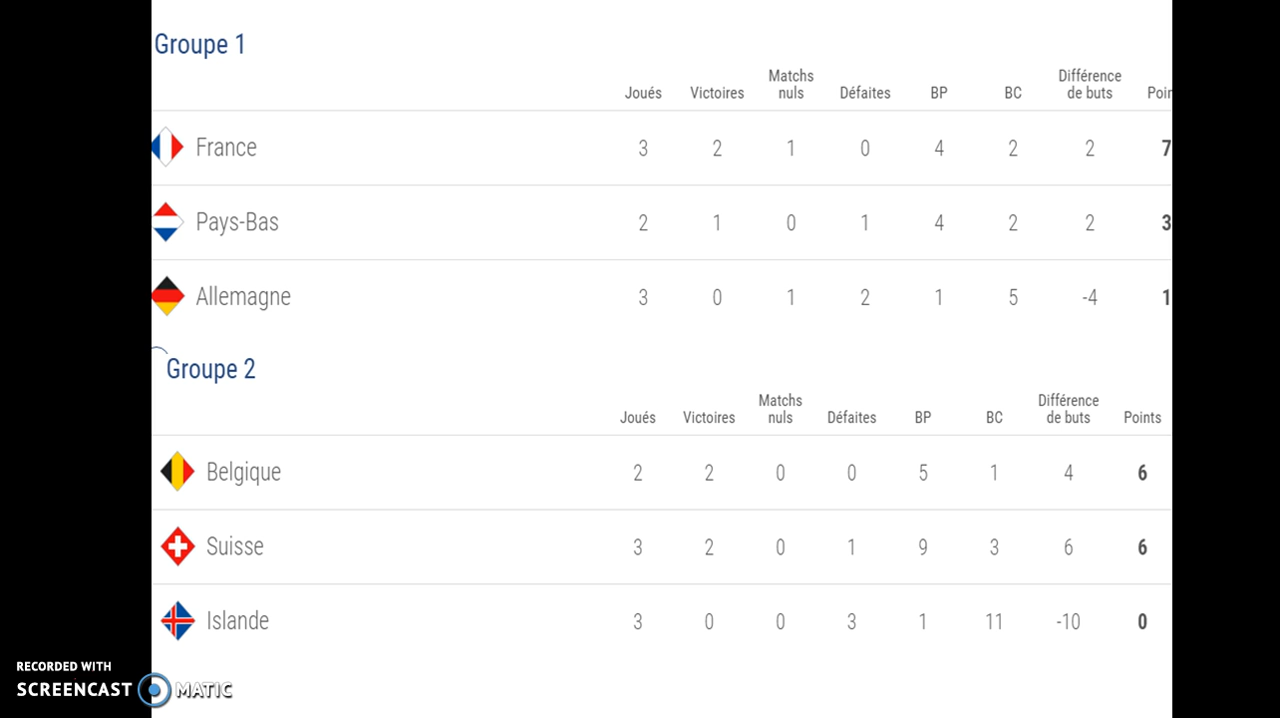 Groupe 1
Joués Victoires Matchs nuls Défaites BP BC Différence de buts Poin
France 3 2 1 0 4 2 2 7
Pays-Bas 2 1 0 1 4 2 2 3
Allemagne 3 0 1 2 1 5 -4 1
Groupe 2
Joués Victoires Matchs nuls Défaites BP BC Différence de buts Points
Belgique 2 2 0 0 5 1 4 6
Suisse 3 2 0 1 9 3 6 6
Islande 3 0 0 3 1 11 -10 0
RECORDED WITH
SCREENCAST MATIC